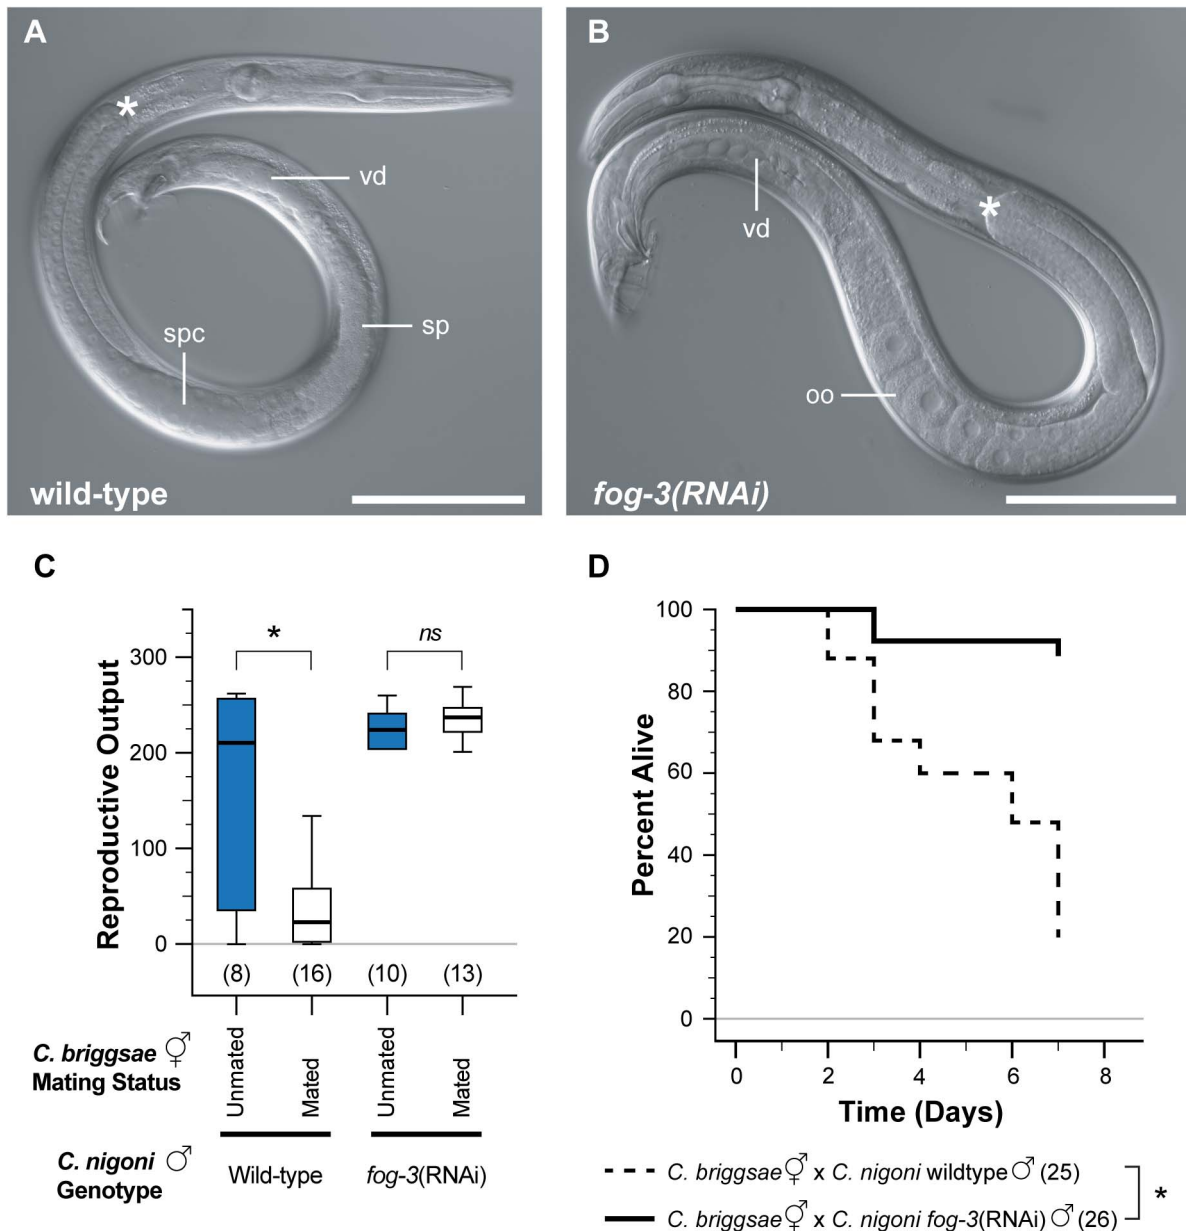 A
*
vd
spc
sp
wild-type
B
*
vd
oo
fog-3(RNAi)
C
Reproductive Output
300
200
100
0
*
ns
(8) (16) (10) (13)
C. briggsae ⚥
Mating Status
Unmated
Mated
Unmated
Mated
C. nigoni ♂
Genotype
Wild-type fog-3(RNAi)
D
Percent Alive
100
80
60
40
20
0
0 2 4 6 8
Time (Days)
C. briggsae ⚥ x C. nigoni wildtype ♂ (25)
C. briggsae ⚥ x C. nigoni fog-3(RNAi) ♂ (26)
*